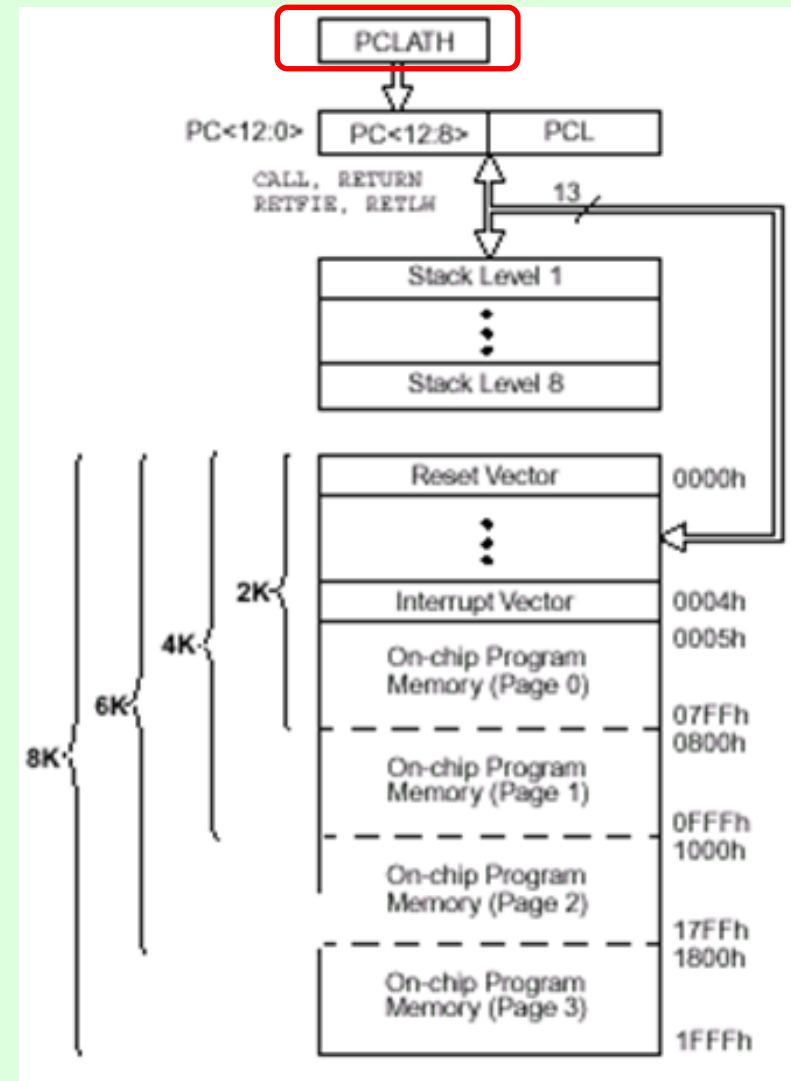 PCLATH
PC<12:0>
PC<12:8>
PCL
CALL, RETURN
RETFIE, RETLW
13
Stack Level 1
Stack Level 8
Reset Vector
0000h
2K
Interrupt Vector
0004h
0005h
4K
On-chip Program
Memory (Page 0)
6K
07FFh
0800h
8K
On-chip Program
Memory (Page 1)
0FFFh
1000h
On-chip Program
Memory (Page 2)
17FFh
1800h
On-chip Program
Memory (Page 3)
1FFFh